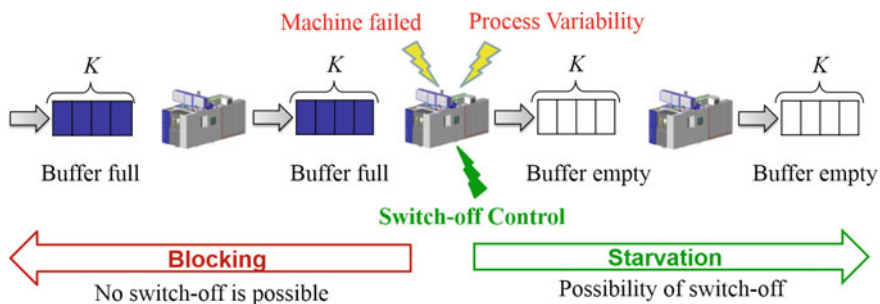 Machine failed
Process Variability
K
K
K
K
Buffer full
Buffer full
Buffer empty
Buffer empty
Switch-off Control
Blocking
Starvation
No switch-off is possible
Possibility of switch-off